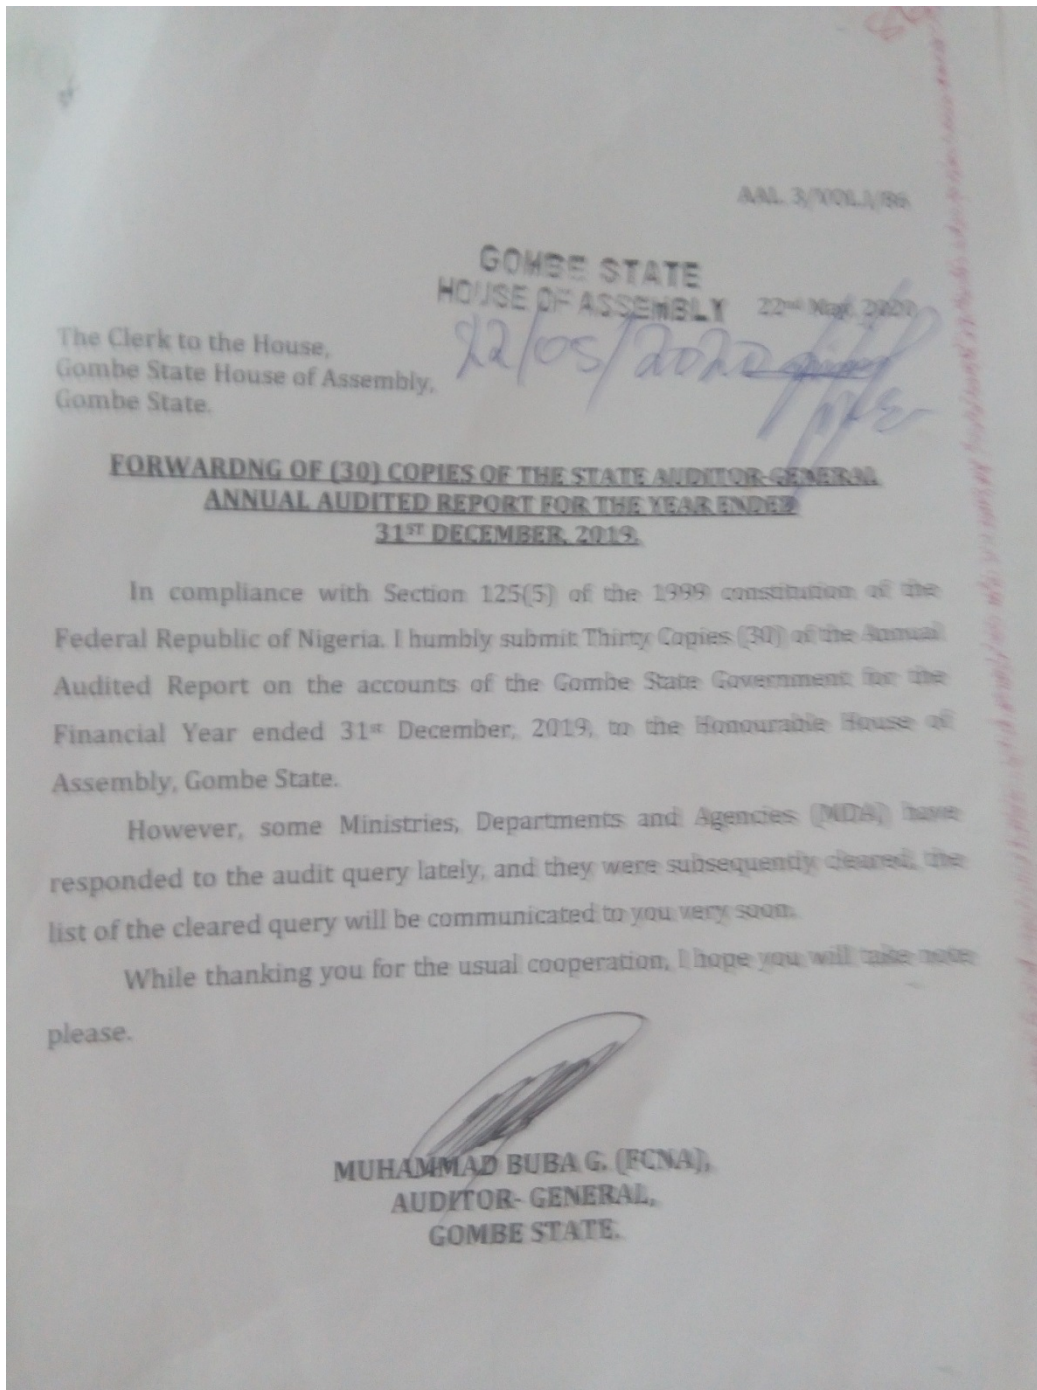 AAL 3/VOL.I/86
GOMBE STATE
HOUSE OF ASSEMBLY
22nd May, 2020
22/05/2020
The Clerk to the House,
Gombe State House of Assembly,
Gombe State.
FORWARDNG OF (30) COPIES OF THE STATE AUDITOR-GENERAL
ANNUAL AUDITED REPORT FOR THE YEAR ENDED
31ST DECEMBER, 2019.
In compliance with Section 125(5) of the 1999 constitution of the
Federal Republic of Nigeria. I humbly submit Thirty Copies (30) of the Annual
Audited Report on the accounts of the Gombe State Government for the
Financial Year ended 31st December, 2019, to the Honourable House of
Assembly, Gombe State.
However, some Ministries, Departments and Agencies (MDA) have
responded to the audit query lately, and they were subsequently cleared, the
list of the cleared query will be communicated to you very soon.
While thanking you for the usual cooperation, I hope you will take note
please.
MUHAMMAD BUBA G. (FCNA),
AUDITOR- GENERAL,
GOMBE STATE.